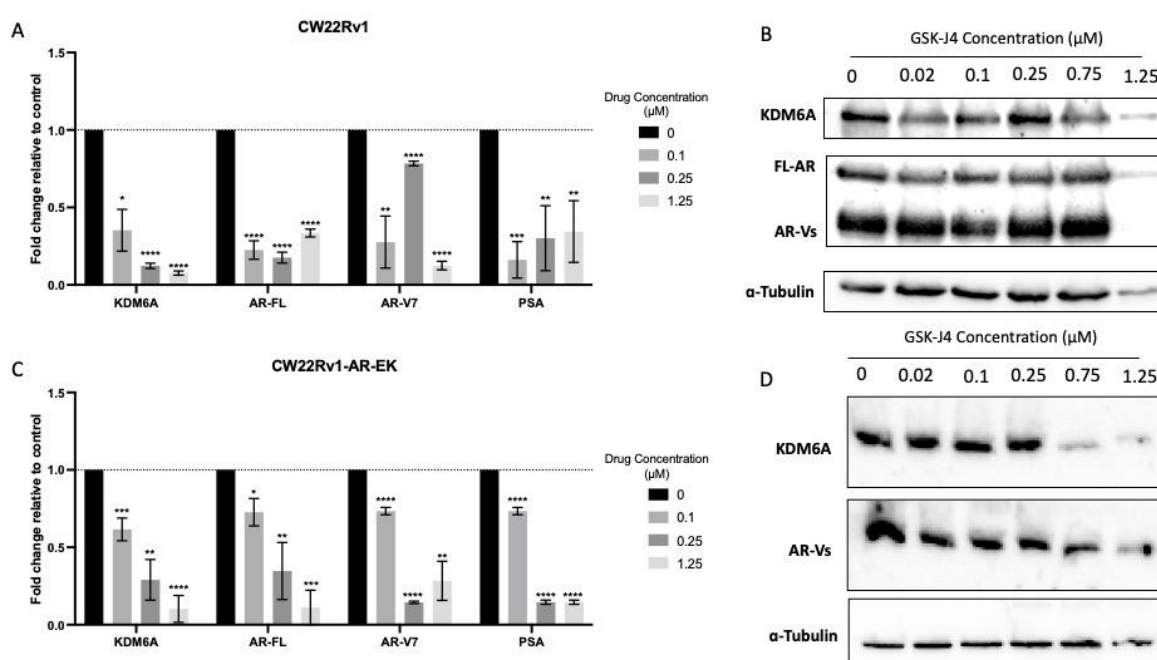 A
CW22Rv1
Fold change relative to control
1.5
1.0
0.5
0.0
* **** ****
**** **** ****
** **** ****
*** ** **
KDM6A AR-FL AR-V7 PSA
Drug Concentration
(μM)
0
0.1
0.25
1.25
B
GSK-J4 Concentration (μM)
0 0.02 0.1 0.25 0.75 1.25
KDM6A
FL-AR
AR-Vs
α-Tubulin
C
CW22Rv1-AR-EK
Fold change relative to control
1.5
1.0
0.5
0.0
*** ** ****
* ** ***
**** **** **
**** **** ****
KDM6A AR-FL AR-V7 PSA
Drug Concentration
(μM)
0
0.1
0.25
1.25
D
GSK-J4 Concentration (μM)
0 0.02 0.1 0.25 0.75 1.25
KDM6A
AR-Vs
α-Tubulin